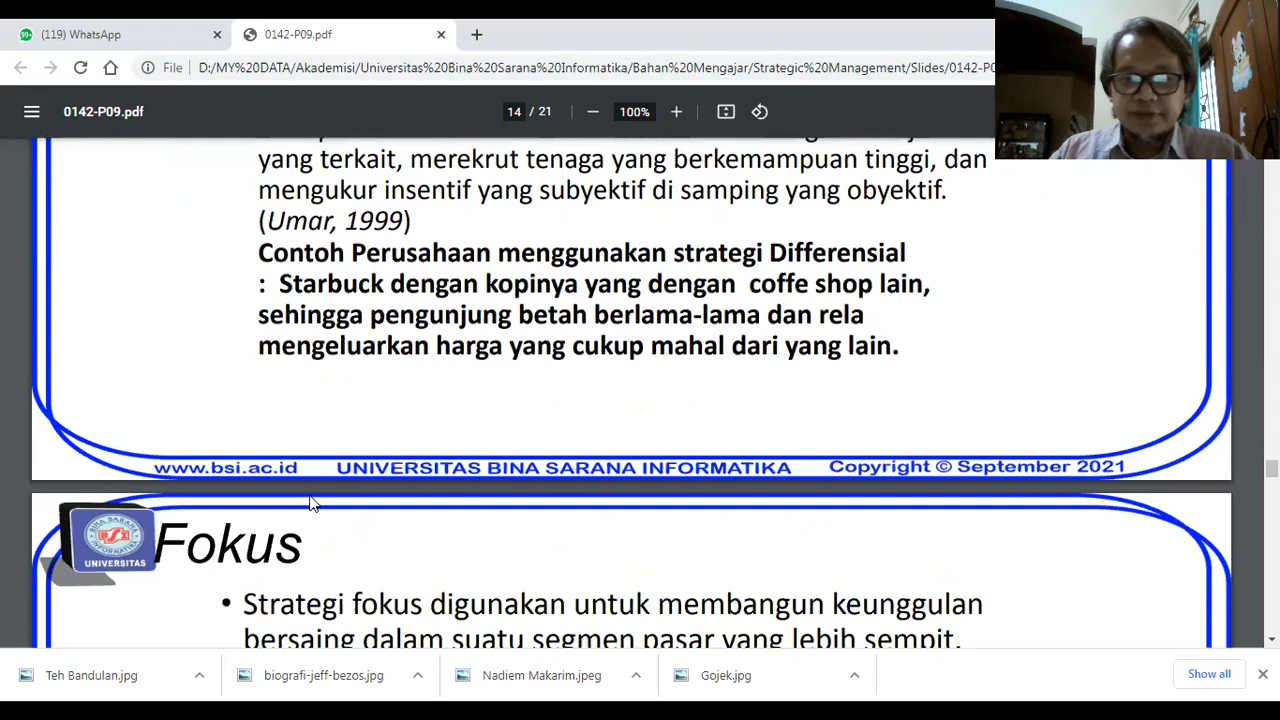 (119) WhatsApp
0142-P09.pdf
File
D:/MY%20DATA/Akademisi/Universitas%20Bina%20Sarana%20Informatika/Bahan%20Mengajar/Strategic%20Management/Slides/0142-P0
0142-P09.pdf
14 / 21
100%
yang terkait, merekrut tenaga yang berkemampuan tinggi, dan
mengukur insentif yang subyektif di samping yang obyektif.
(Umar, 1999)
Contoh Perusahaan menggunakan strategi Differensial
: Starbuck dengan kopinya yang dengan coffe shop lain,
sehingga pengunjung betah berlama-lama dan rela
mengeluarkan harga yang cukup mahal dari yang lain.
www.bsi.ac.id UNIVERSITAS BINA SARANA INFORMATIKA Copyright © September 2021
BINA SARANA
BSI
INFORMATIKA
UNIVERSITAS
Fokus
• Strategi fokus digunakan untuk membangun keunggulan
bersaing dalam suatu segmen pasar yang lebih sempit.
Teh Bandulan.jpg
biografi-jeff-bezos.jpg
Nadiem Makarim.jpeg
Gojek.jpg
Show all